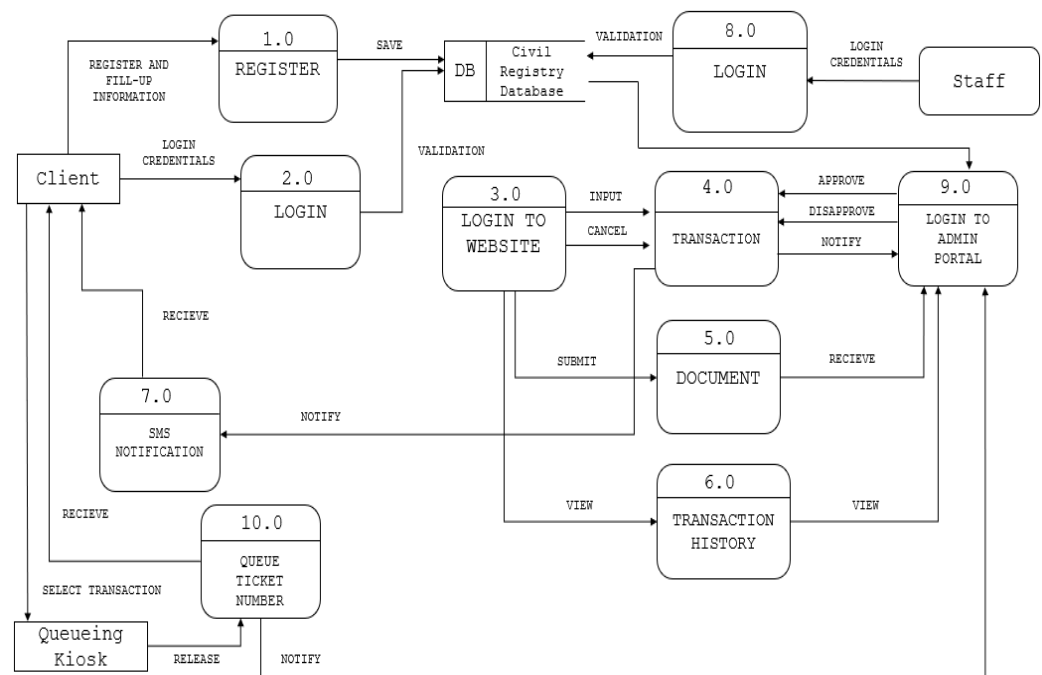 1.0
REGISTER
SAVE
REGISTER AND
FILL-UP
INFORMATION
DB
Civil
Registry
Database
VALIDATION
8.0
LOGIN
LOGIN
CREDENTIALS
Staff
Client
LOGIN
CREDENTIALS
2.0
LOGIN
VALIDATION
3.0
LOGIN TO
WEBSITE
INPUT
CANCEL
4.0
TRANSACTION
APPROVE
DISAPPROVE
NOTIFY
9.0
LOGIN TO
ADMIN
PORTAL
RECIEVE
SUBMIT
5.0
DOCUMENT
RECIEVE
7.0
SMS
NOTIFICATION
NOTIFY
VIEW
6.0
TRANSACTION
HISTORY
VIEW
RECIEVE
10.0
QUEUE
TICKET
NUMBER
SELECT TRANSACTION
Queueing
Kiosk
RELEASE
NOTIFY